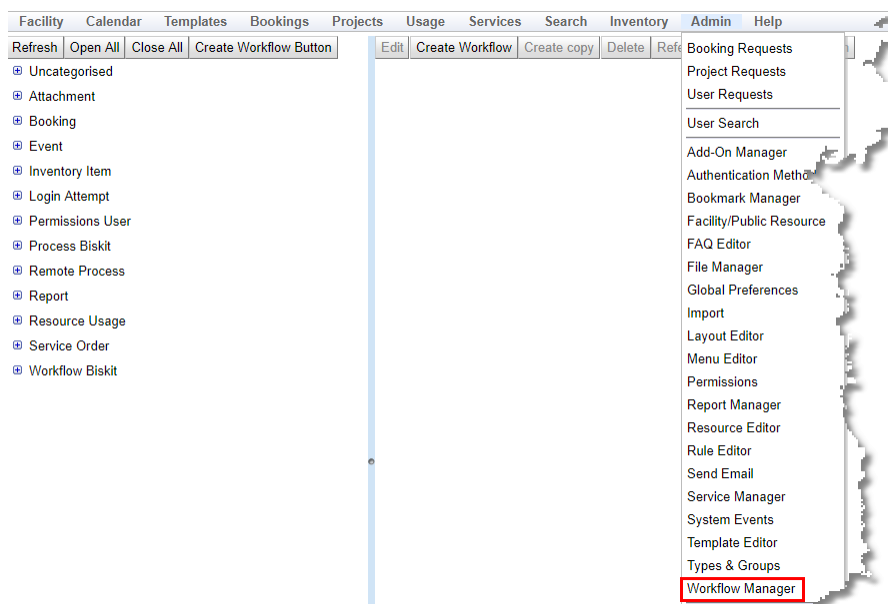 Facility Calendar Templates Bookings Projects Usage Services Search Inventory Admin Help
Refresh Open All Close All Create Workflow Button Edit Create Workflow Create copy Delete
Uncategorised
Attachment
Booking
Event
Inventory Item
Login Attempt
Permissions User
Process Biskit
Remote Process
Report
Resource Usage
Service Order
Workflow Biskit
Booking Requests
Project Requests
User Requests
User Search
Add-On Manager
Authentication
Bookmark Manager
Facility/Public Resource
FAQ Editor
File Manager
Global Preferences
Import
Layout Editor
Menu Editor
Permissions
Report Manager
Resource Editor
Rule Editor
Send Email
Service Manager
System Events
Template Editor
Types & Groups
Workflow Manager